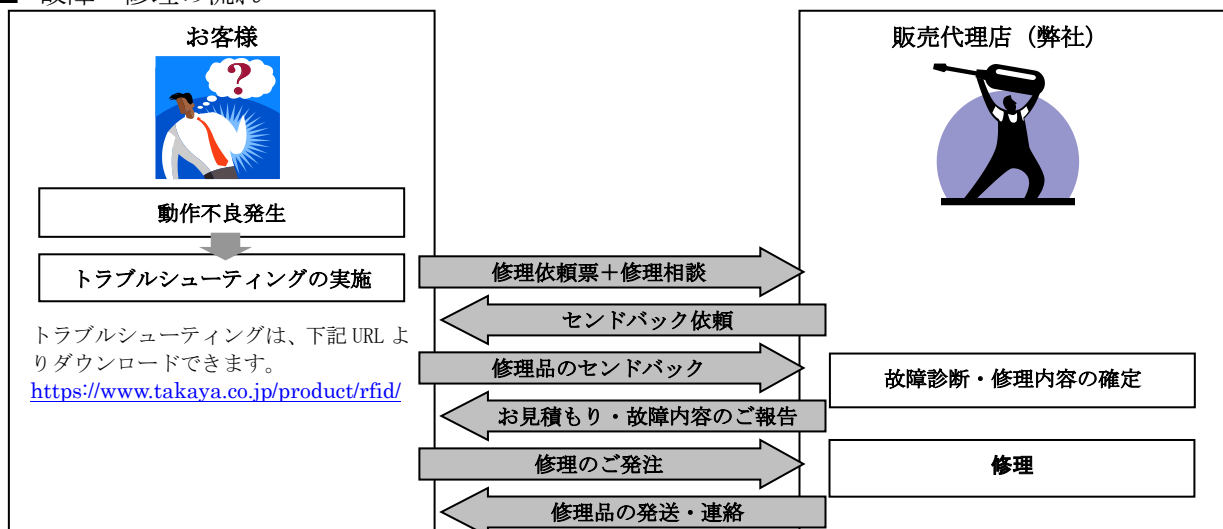 お客様
販売代理店（弊社）
?
動作不良発生
トラブルシューティングの実施
修理依頼票＋修理相談
センドバック依頼
トラブルシューティングは、下記 URL よ
りダウンロードできます。
https://www.takaya.co.jp/product/rfid/
修理品のセンドバック
故障診断・修理内容の確定
お見積もり・故障内容のご報告
修理のご発注
修理
修理品の発送・連絡